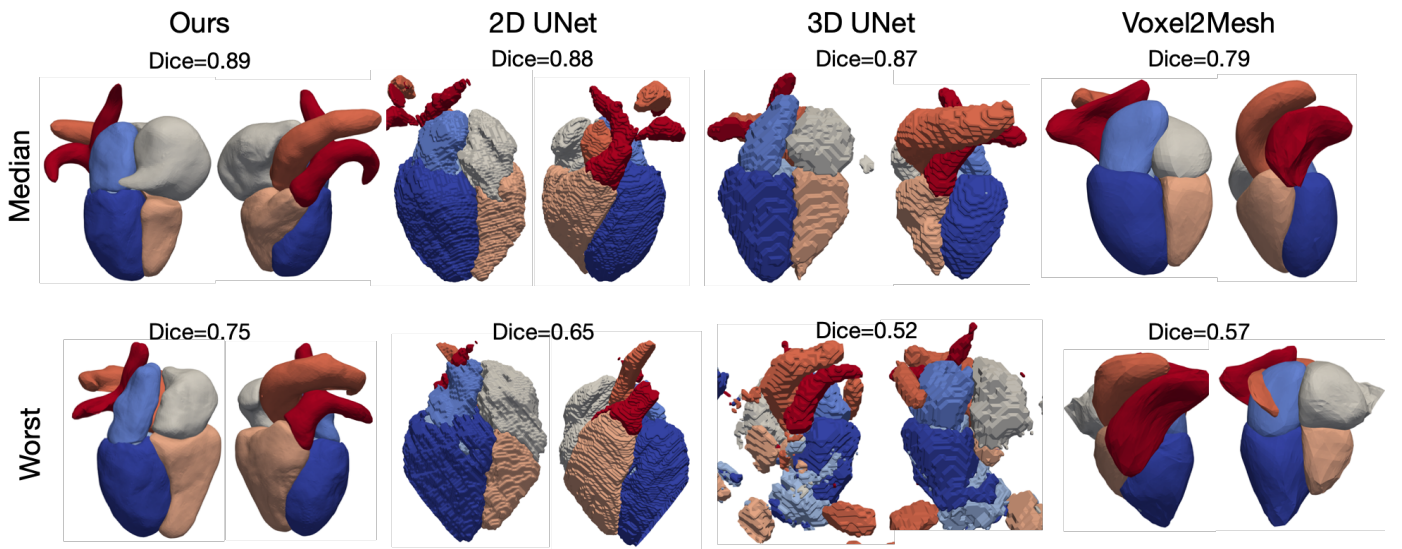 Ours 2D UNet 3D UNet Voxel2Mesh
Dice=0.89 Dice=0.88 Dice=0.87 Dice=0.79
Median
Dice=0.75 Dice=0.65 Dice=0.52 Dice=0.57
Worst